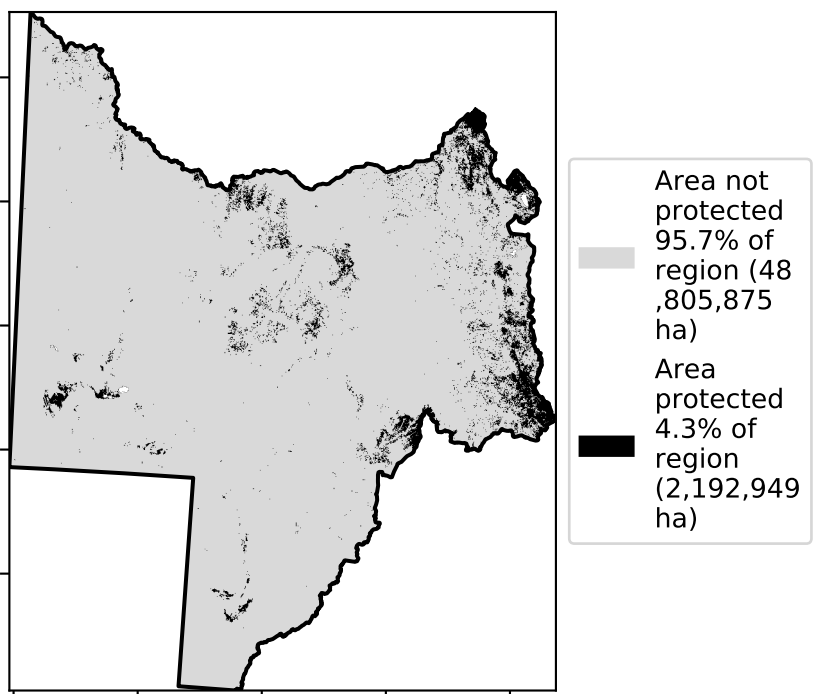 Area not
protected
95.7% of
region (48
,805,875
ha)
Area
protected
4.3% of
region
(2,192,949
ha)